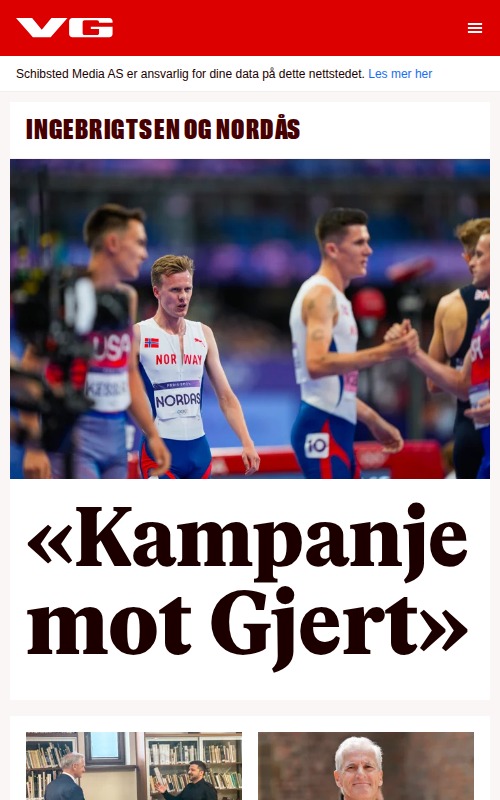 VG
Schibsted Media AS er ansvarlig for dine data på dette nettstedet. Les mer her
INGEBRIGTSEN OG NORDÅS
USA
KESSLE
NORWAY
NORDÅS
10
«Kampanje
mot Gjert»